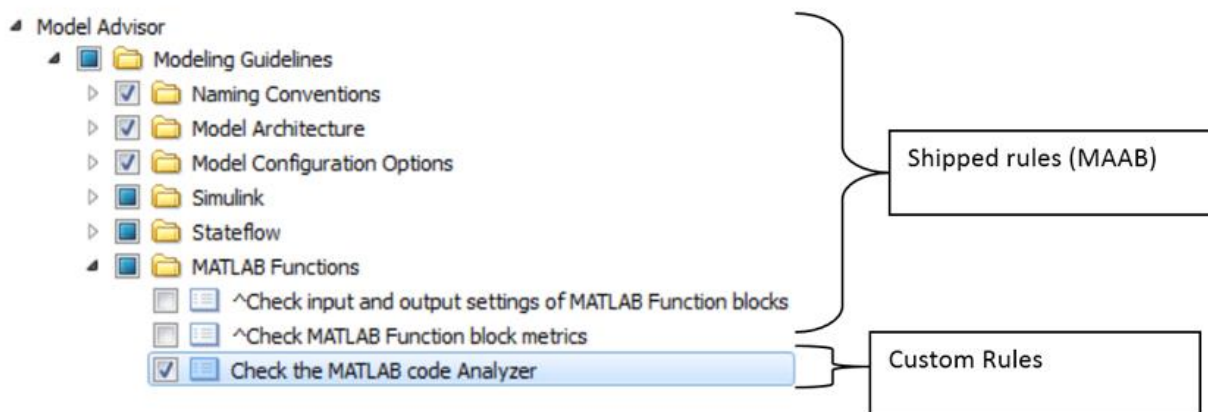 Model Advisor
Modeling Guidelines
Naming Conventions
Model Architecture
Model Configuration Options
Simulink
Stateflow
MATLAB Functions
^Check input and output settings of MATLAB Function blocks
^Check MATLAB Function block metrics
Check the MATLAB code Analyzer
Shipped rules (MAAB)
Custom Rules